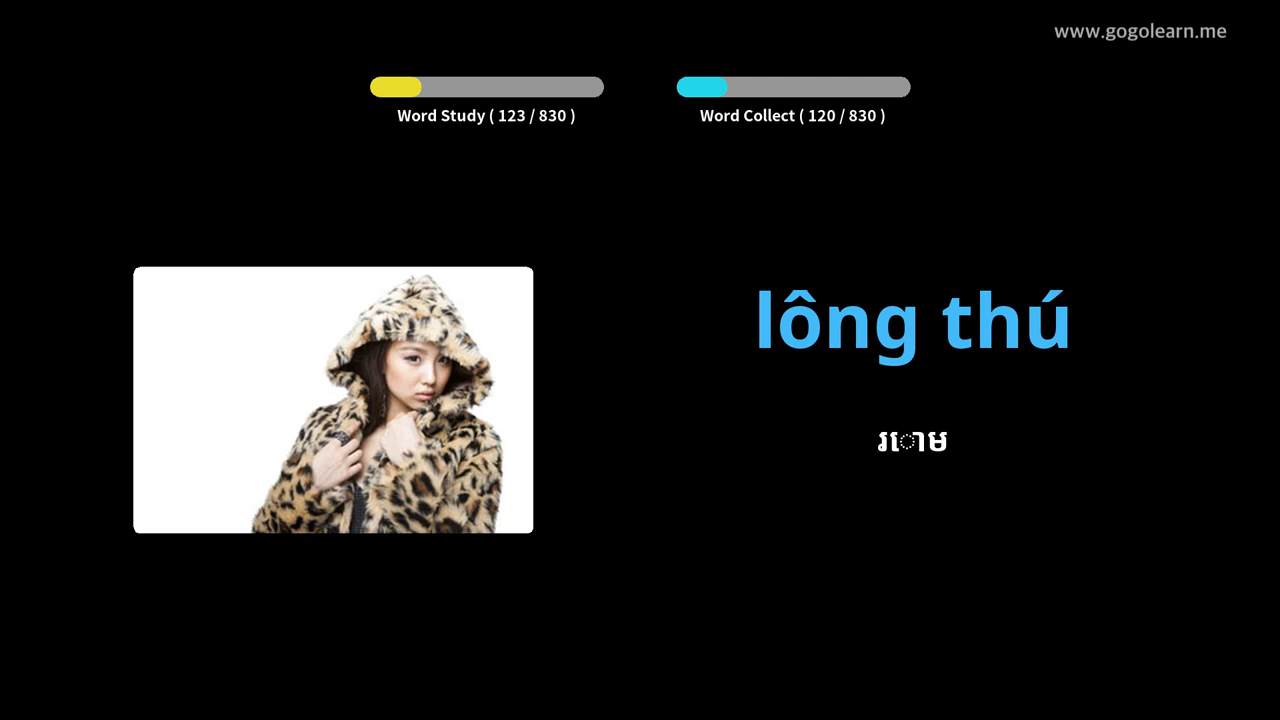 www.gogolearn.me
Word Study ( 123 / 830 )
Word Collect ( 120 / 830 )
lông thú
រោម